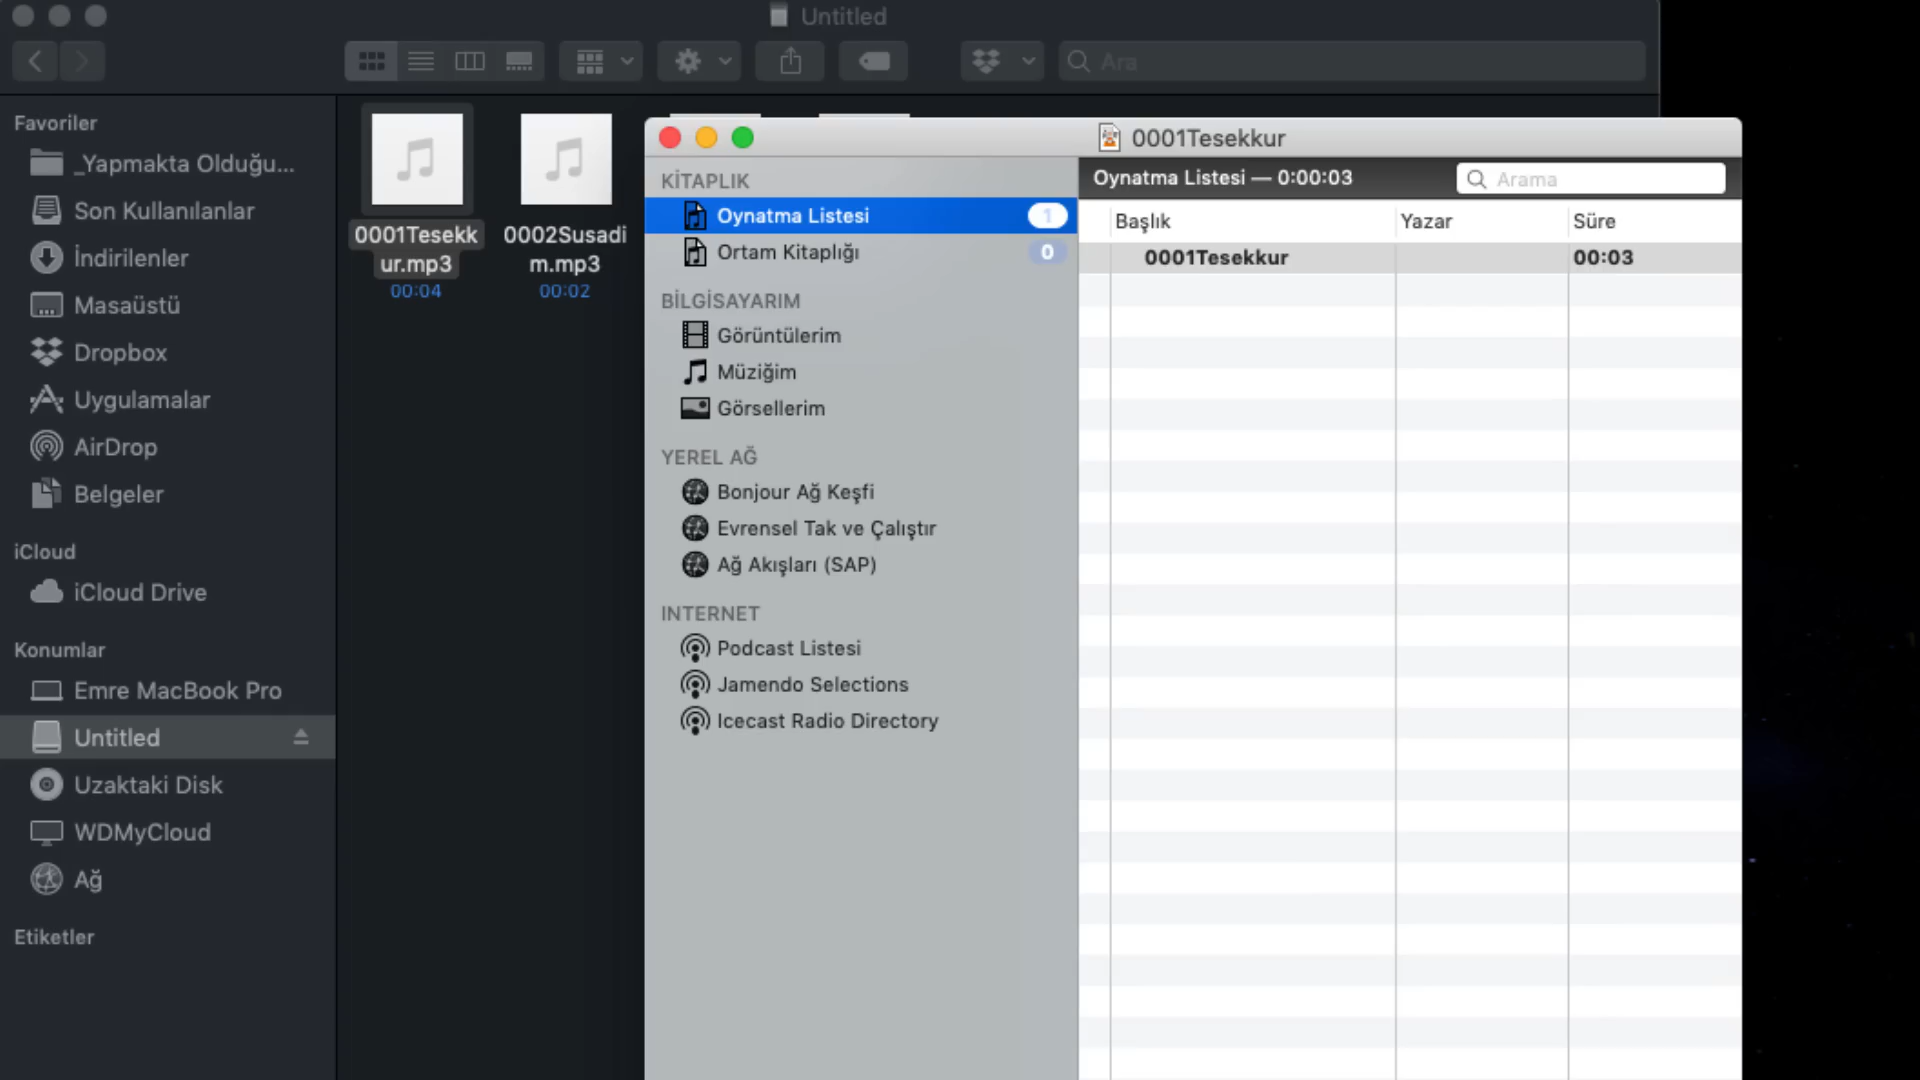 Untitled
Ara
Favoriler
_Yapmakta Olduğu...
Son Kullanılanlar
İndirilenler
Masaüstü
Dropbox
Uygulamalar
AirDrop
Belgeler
iCloud
iCloud Drive
Konumlar
Emre MacBook Pro
Untitled
Uzaktaki Disk
WDMyCloud
Ağ
Etiketler
0001Tesekk
ur.mp3
00:04
0002Susadi
m.mp3
00:02
0001Tesekkur
KİTAPLIK
Oynatma Listesi 1
Ortam Kitaplığı 0
BİLGİSAYARIM
Görüntülerim
Müziğim
Görsellerim
YEREL AĞ
Bonjour Ağ Keşfi
Evrensel Tak ve Çalıştır
Ağ Akışları (SAP)
INTERNET
Podcast Listesi
Jamendo Selections
Icecast Radio Directory
Oynatma Listesi — 0:00:03
Arama
Başlık Yazar Süre
0001Tesekkur 00:03